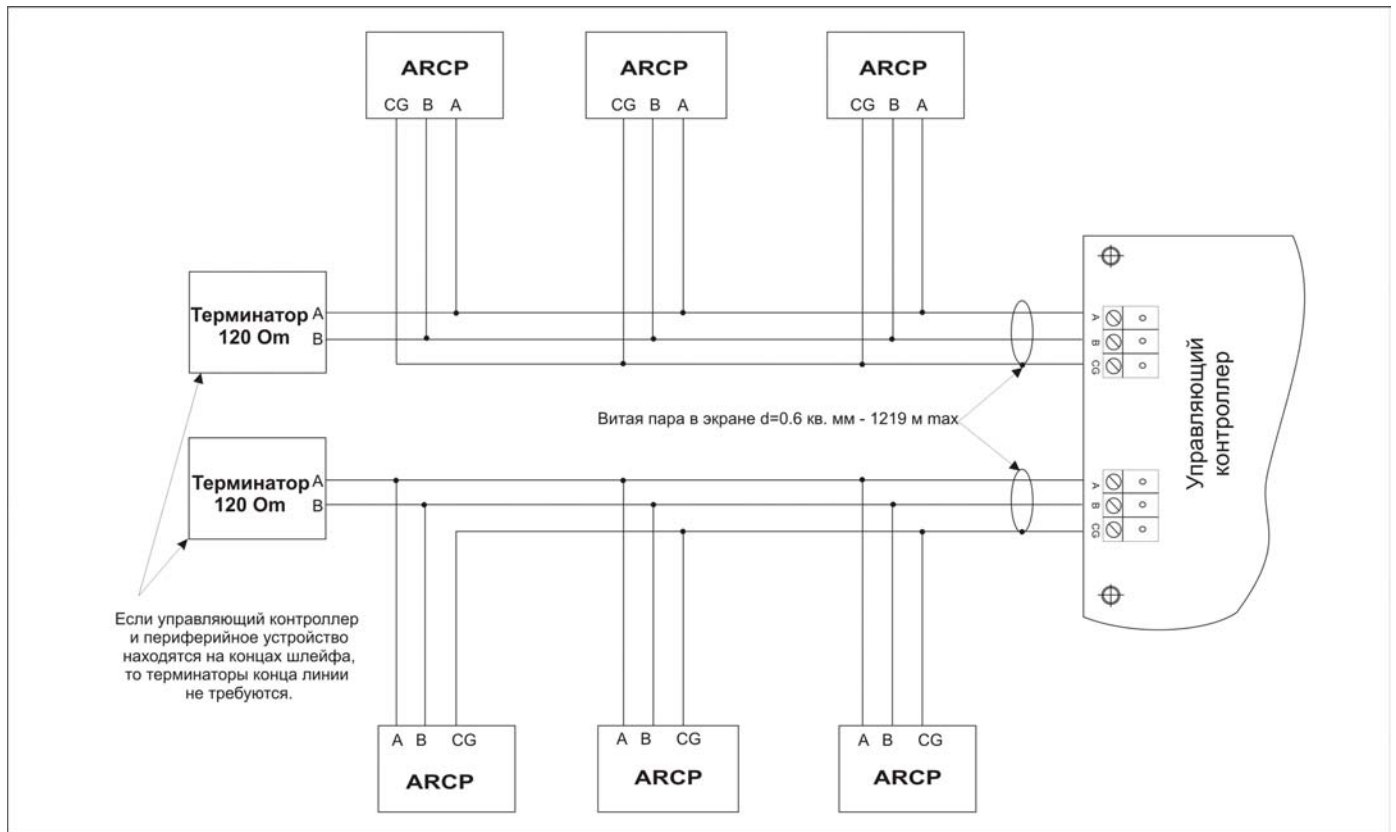 ARCP
CG B A
ARCP
CG B A
ARCP
CG B A
Терминатор
120 Om
A
B
A
B
CG
Управляющий
контроллер
Витая пара в экране d=0.6 кв. мм - 1219 м max
Терминатор
120 Om
A
B
A
B
CG
Если управляющий контроллер
и периферийное устройство
находятся на концах шлейфа,
то терминаторы конца линии
не требуются.
A B CG
ARCP
A B CG
ARCP
A B CG
ARCP